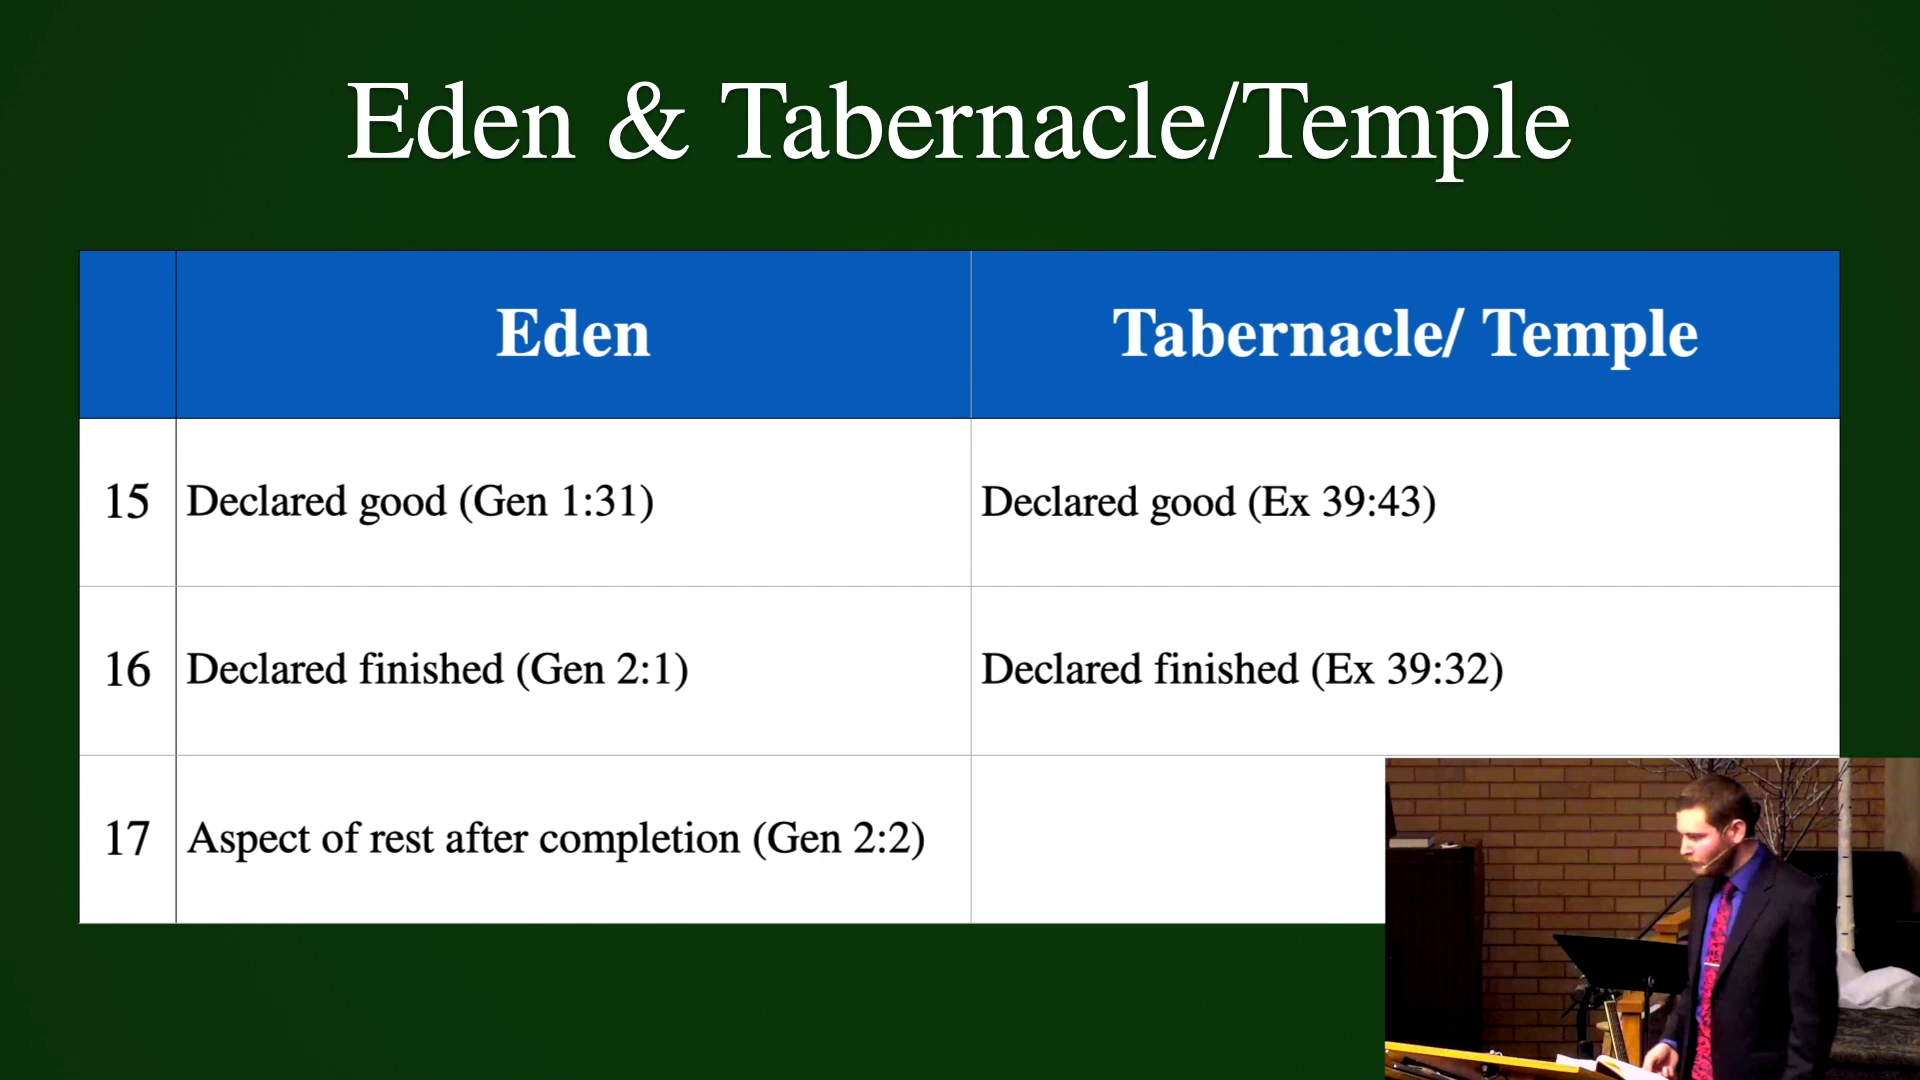 Eden & Tabernacle/Temple
Eden
Tabernacle/ Temple
15
Declared good (Gen 1:31)
Declared good (Ex 39:43)
16
Declared finished (Gen 2:1)
Declared finished (Ex 39:32)
17
Aspect of rest after completion (Gen 2:2)